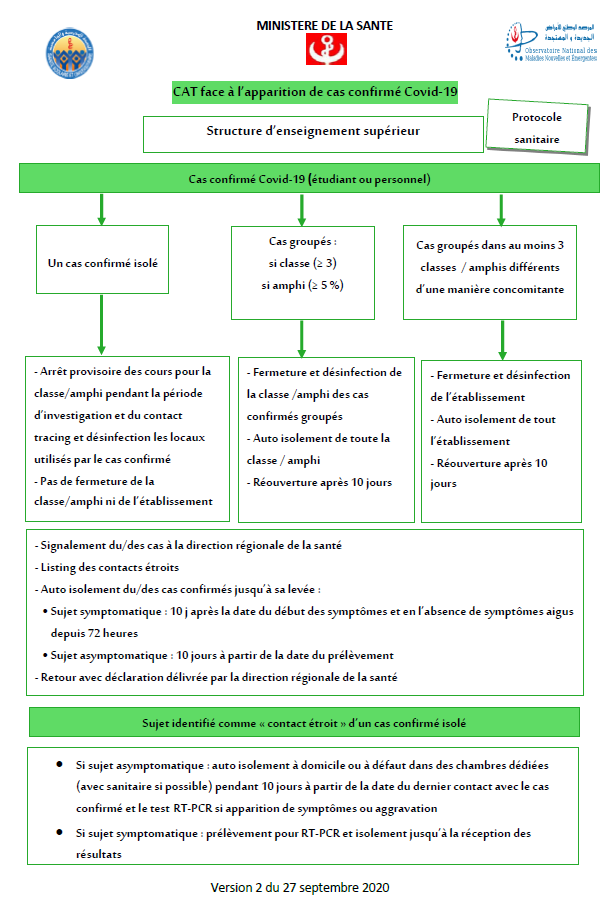 MINISTERE DE LA SANTE
Observatoire National des
Maladies Nouvelles et Émergentes
CAT face à l'apparition de cas confirmé Covid-19
Structure d'enseignement supérieur
Protocole
sanitaire
Cas confirmé Covid-19 (étudiant ou personnel)
Un cas confirmé isolé
Cas groupés :
si classe (≥ 3)
si amphi (≥ 5 %)
Cas groupés dans au moins 3
classes / amphis différents
d'une manière concomitante
- Arrêt provisoire des cours pour la
classe/amphi pendant la période
d'investigation et du contact
tracing et désinfection les locaux
utilisés par le cas confirmé
- Pas de fermeture de la
classe/amphi ni de l'établissement
- Fermeture et désinfection de
la classe /amphi des cas
confirmés groupés
- Auto isolement de toute la
classe / amphi
- Réouverture après 10 jours
- Fermeture et désinfection
de l'établissement
- Auto isolement de tout
l'établissement
- Réouverture après 10
jours
- Signalement du/des cas à la direction régionale de la santé
- Listing des contacts étroits
- Auto isolement du/des cas confirmés jusqu'à sa levée :
• Sujet symptomatique : 10 j après la date du début des symptômes et en l'absence de symptômes aigus
depuis 72 heures
• Sujet asymptomatique : 10 jours à partir de la date du prélèvement
- Retour avec déclaration délivrée par la direction régionale de la santé
Sujet identifié comme « contact étroit » d'un cas confirmé isolé
• Si sujet asymptomatique : auto isolement à domicile ou à défaut dans des chambres dédiées
(avec sanitaire si possible) pendant 10 jours à partir de la date du dernier contact avec le cas
confirmé et le test RT-PCR si apparition de symptômes ou aggravation
• Si sujet symptomatique : prélèvement pour RT-PCR et isolement jusqu'à la réception des
résultats
Version 2 du 27 septembre 2020